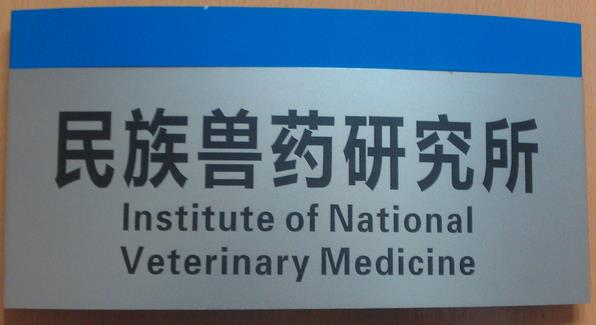 民族兽药研究所
Institute of National
Veterinary Medicine